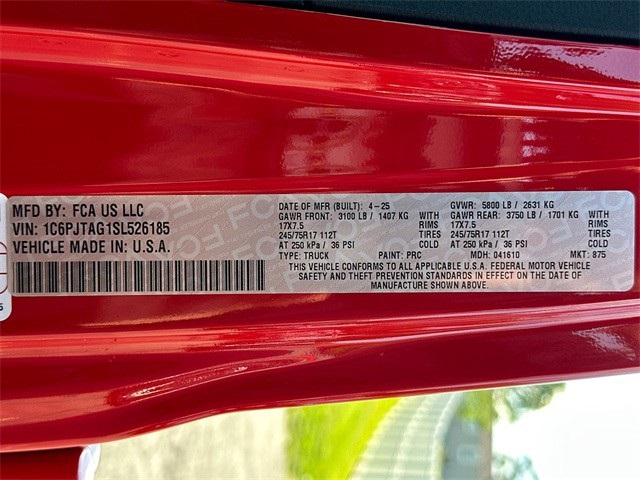 MFD BY: FCA US LLC
VIN: 1C6PJTAG1SL526185
VEHICLE MADE IN U.S.A.
DATE OF MFR (BUILT): 4-25 GVWR: 5800 LB / 2631 KG
GAWR FRONT: 3100 LB / 1407 KG WITH GAWR REAR: 3750 LB / 1701 KG WITH
17X7.5 RIMS 17X7.5 RIMS
245/75R17 112T TIRES 245/75R17 112T TIRES
AT 250 kPa / 36 PSI COLD AT 250 kPa / 36 PSI COLD
TYPE: TRUCK PAINT: PRC MDH: 041610 MKT: 875
THIS VEHICLE CONFORMS TO ALL APPLICABLE U.S.A. FEDERAL MOTOR VEHICLE
SAFETY AND THEFT PREVENTION STANDARDS IN EFFECT ON THE DATE OF
MANUFACTURE SHOWN ABOVE.